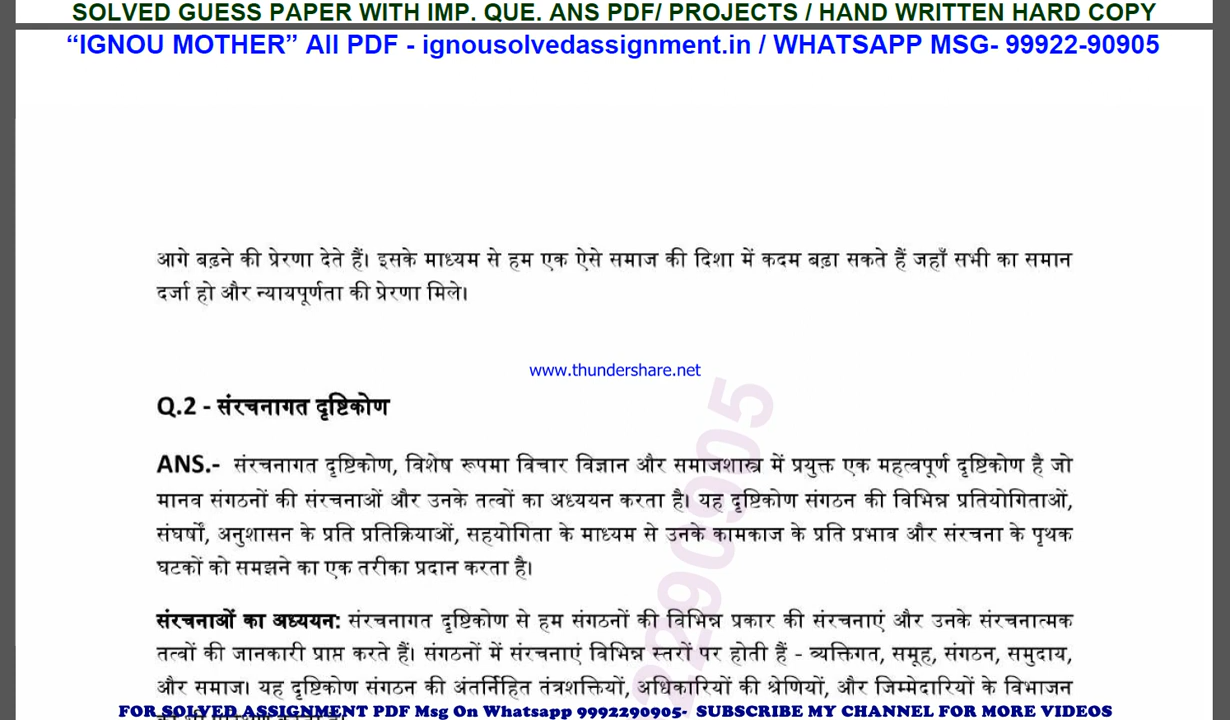 SOLVED GUESS PAPER WITH IMP. QUE. ANS PDF/ PROJECTS / HAND WRITTEN HARD COPY
“IGNOU MOTHER” All PDF - ignousolvedassignment.in / WHATSAPP MSG- 99922-90905
आगे बढ़ने की प्रेरणा देते हैं। इसके माध्यम से हम एक ऐसे समाज की दिशा में कदम बढ़ा सकते हैं जहाँ सभी का समान
दर्जा हो और न्यायपूर्णता की प्रेरणा मिले।
www.thundershare.net
Q.2 - संरचनागत दृष्टिकोण
ANS.- संरचनागत दृष्टिकोण, विशेष रूपमा विचार विज्ञान और समाजशास्त्र में प्रयुक्त एक महत्वपूर्ण दृष्टिकोण है जो
मानव संगठनों की संरचनाओं और उनके तत्वों का अध्ययन करता है। यह दृष्टिकोण संगठन की विभिन्न प्रतियोगिताओं,
संघर्षों, अनुशासन के प्रति प्रतिक्रियाओं, सहयोगिता के माध्यम से उनके कामकाज के प्रति प्रभाव और संरचना के पृथक
घटकों को समझने का एक तरीका प्रदान करता है।
संरचनाओं का अध्ययन: संरचनागत दृष्टिकोण से हम संगठनों की विभिन्न प्रकार की संरचनाएं और उनके संरचनात्मक
तत्वों की जानकारी प्राप्त करते हैं। संगठनों में संरचनाएं विभिन्न स्तरों पर होती हैं - व्यक्तिगत, समूह, संगठन, समुदाय,
और समाज। यह दृष्टिकोण संगठन की अंतर्निहित तंत्रशक्तियों, अधिकारियों की श्रेणियों, और जिम्मेदारियों के विभाजन
FOR SOLVED ASSIGNMENT PDF Msg On Whatsapp 9992290905- SUBSCRIBE MY CHANNEL FOR MORE VIDEOS